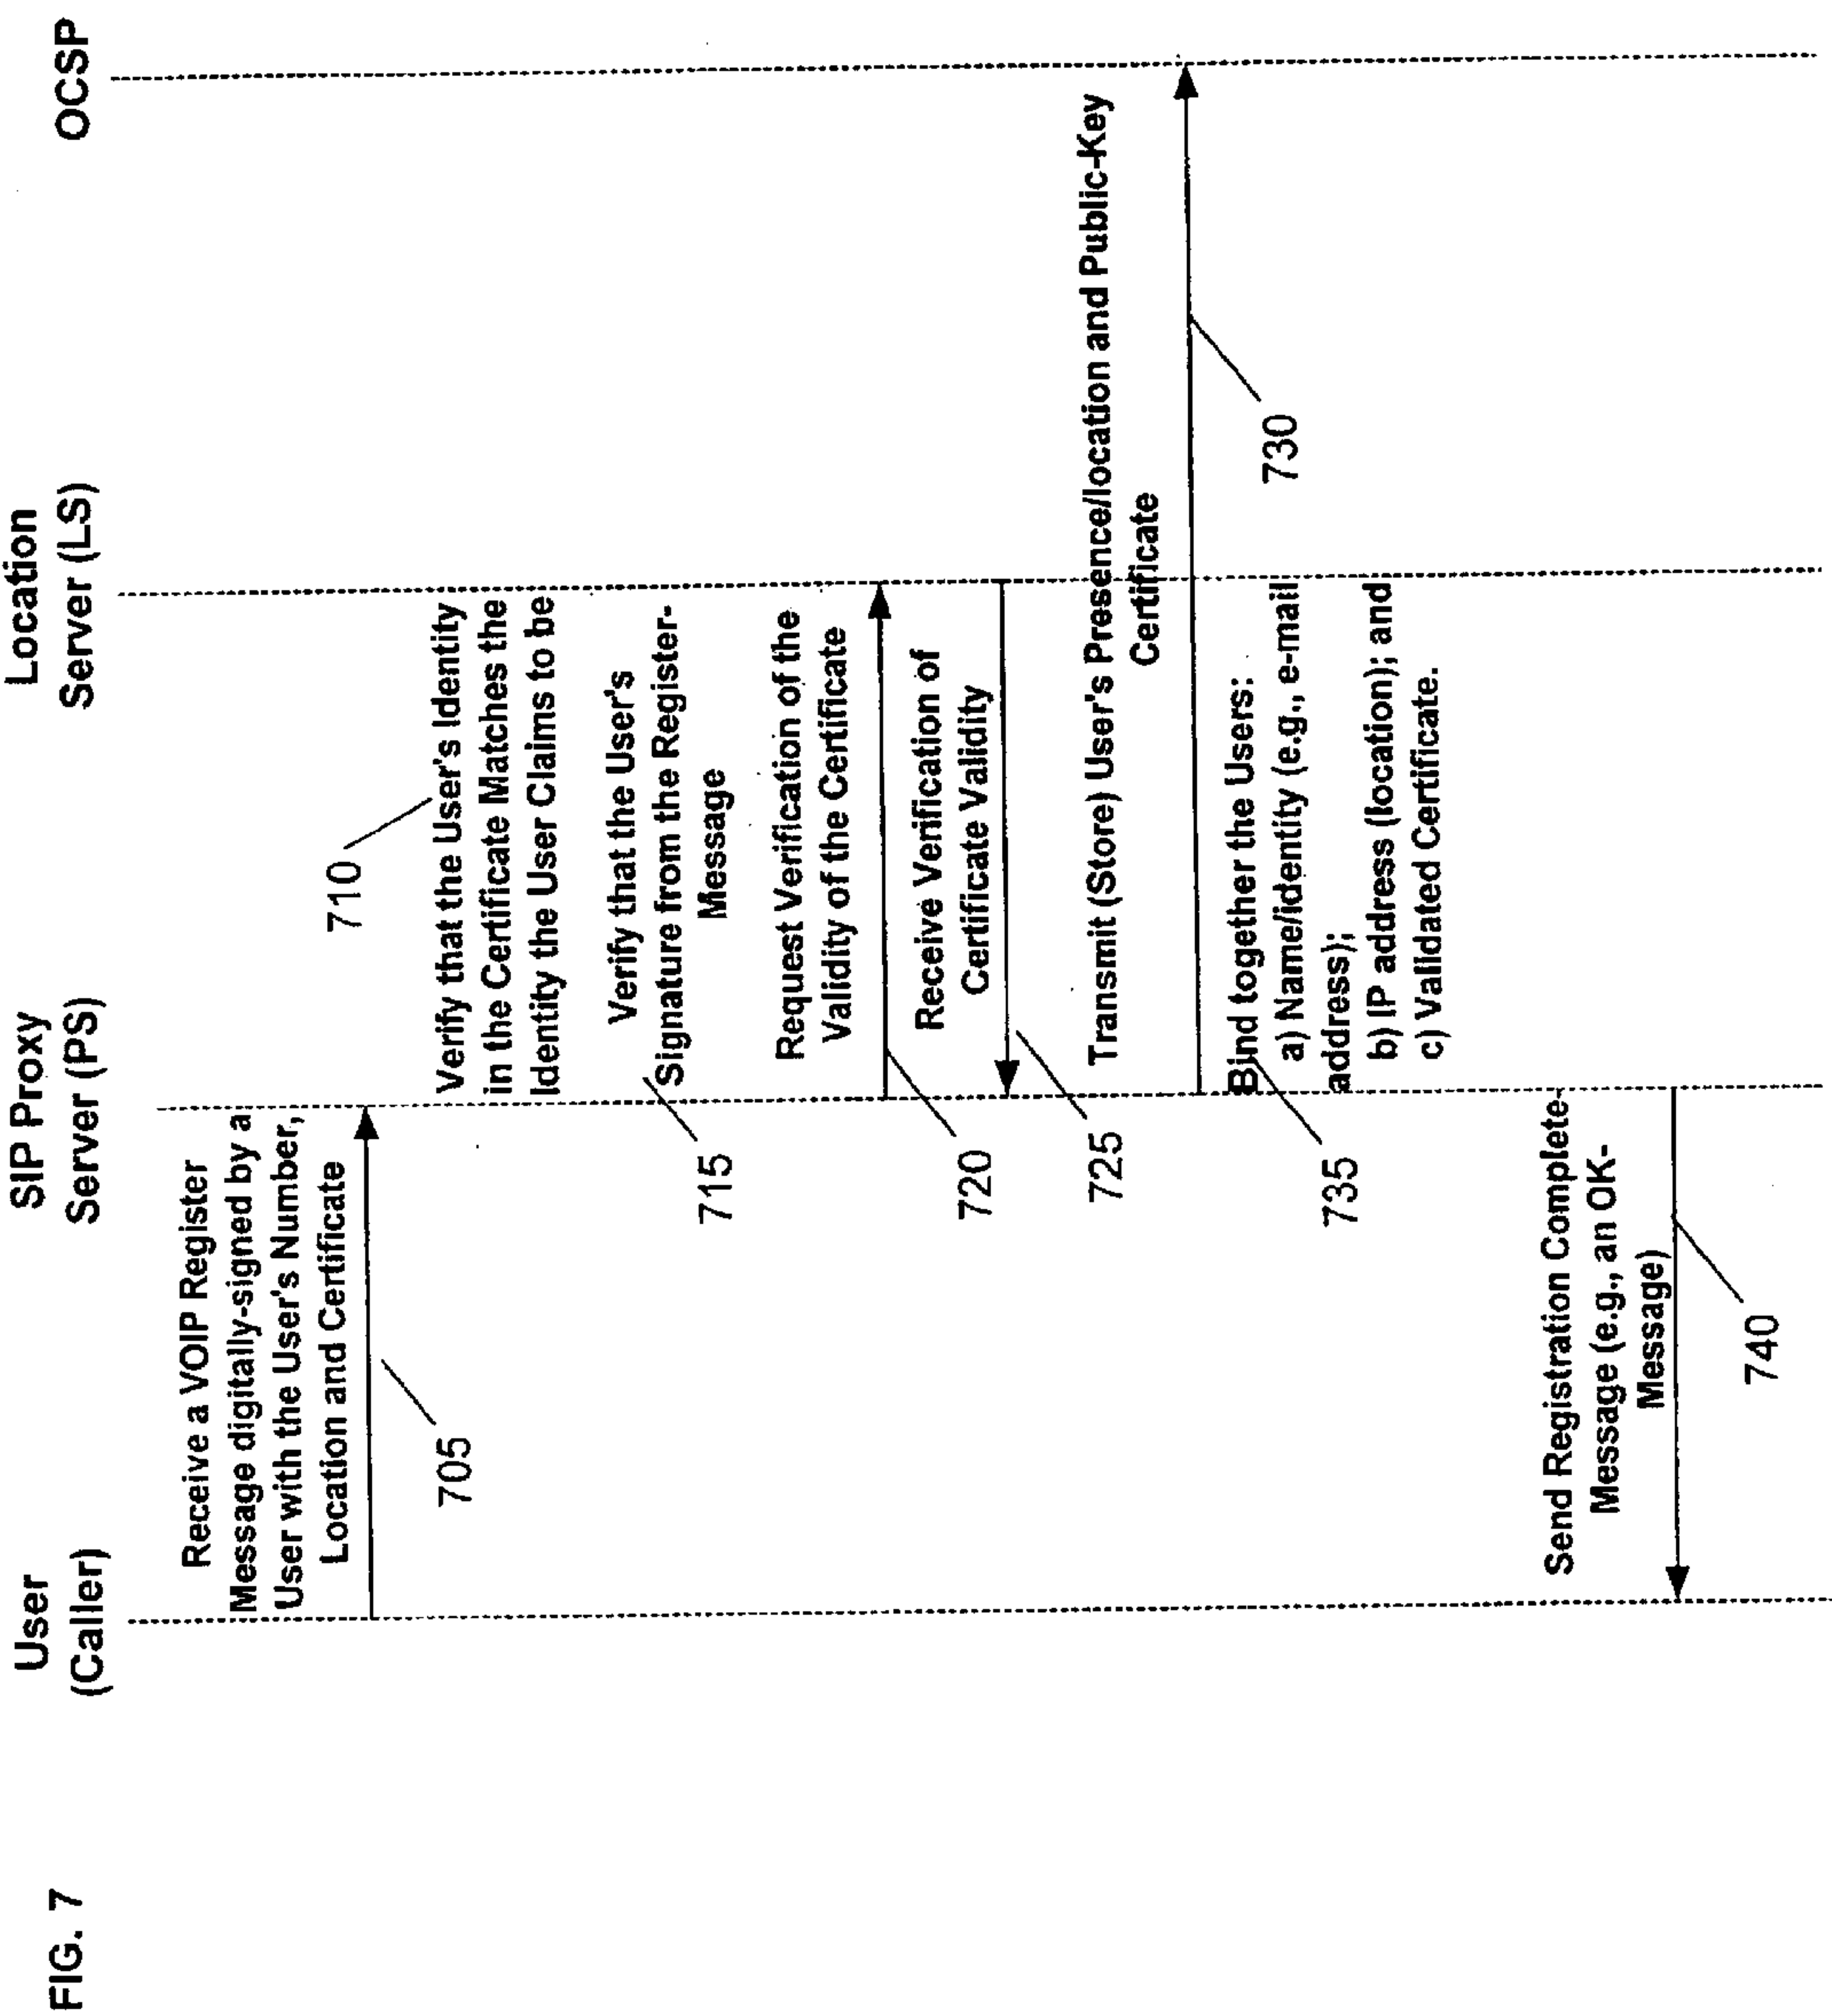 FIG. 7
User
(Caller)
SIP Proxy
Server (PS)
Location
Server (LS)
OCSP
Receive a VOIP Register
Message digitally-signed by a
User with the User's Number,
Location and Certificate
705
710
Verify that the User's Identity
in the Certificate Matches the
Identity the User Claims to be
Verify that the User's
Signature from the Register-
Message
715
Request Verification of the
Validity of the Certificate
720
Receive Verification of
Certificate Validity
725
Transmit (Store) User's Presence/location and Public-Key
Certificate
730
Bind together the Users:
a) Name/identity (e.g., e-mail
address);
b) IP address (location); and
c) Validated Certificate.
735
Send Registration Complete-
Message (e.g., an OK-
Message)
740